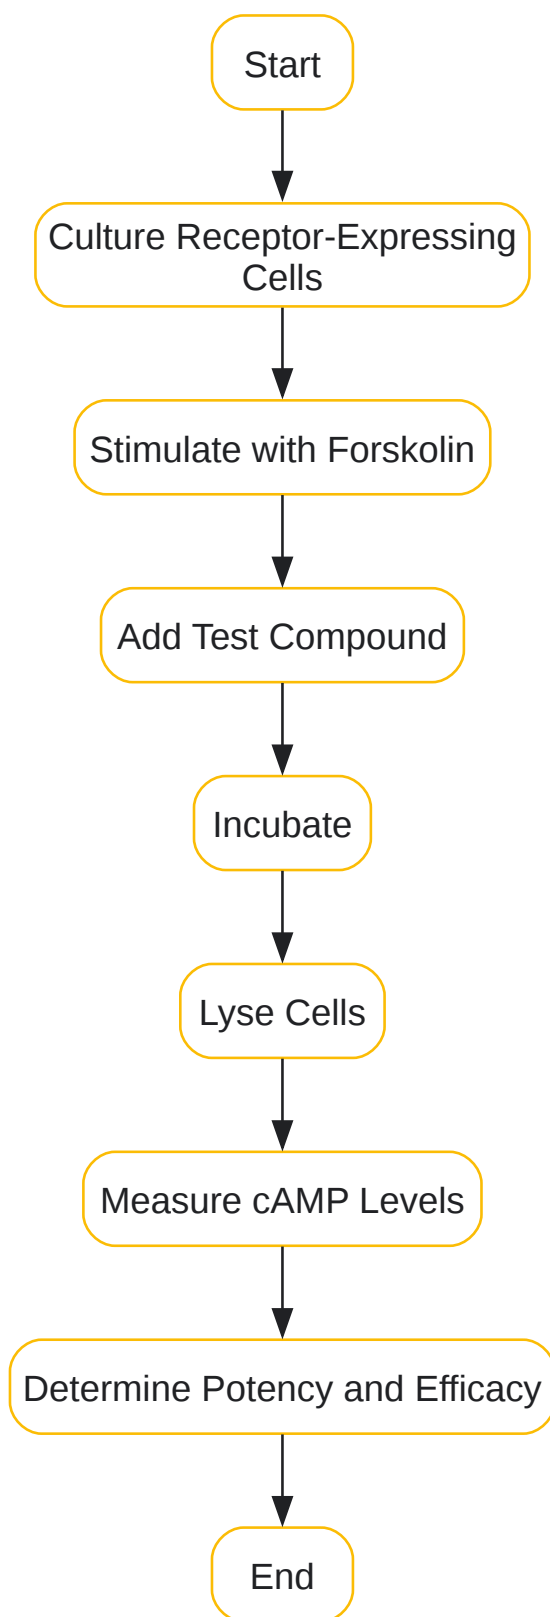 Start
Culture Receptor-Expressing
Cells
Stimulate with Forskolin
Add Test Compound
Incubate
Lyse Cells
Measure cAMP Levels
Determine Potency and Efficacy
End